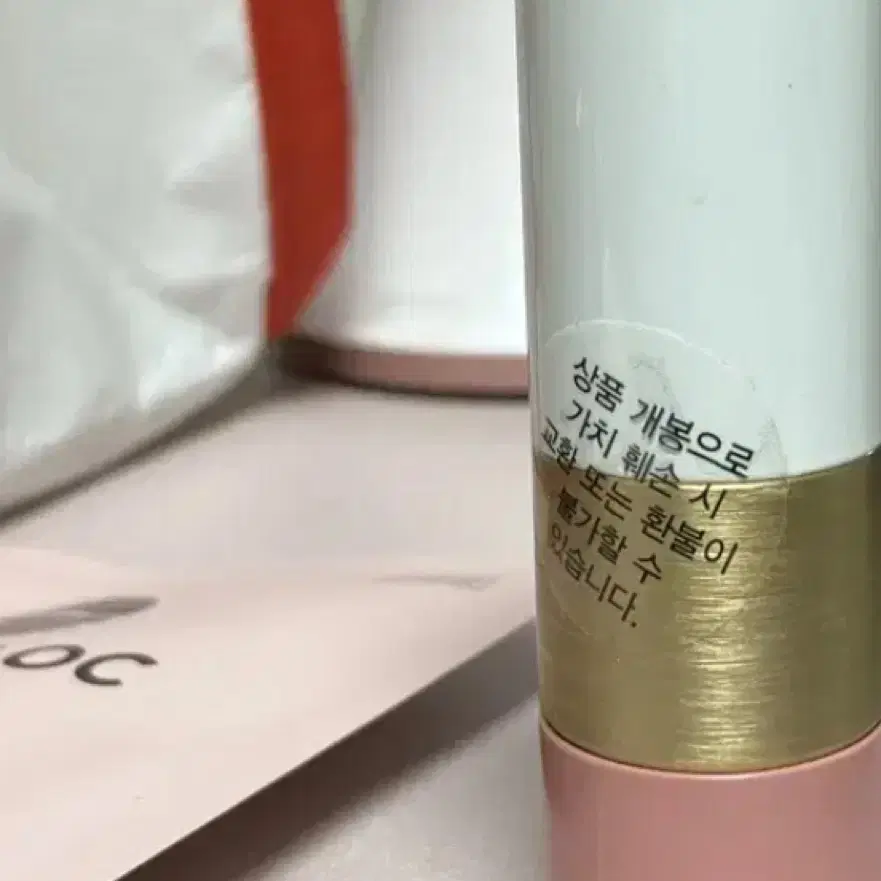 상품 개봉으로
가치 훼손 시
교환 또는 환불이
불가할 수
있습니다.
OC